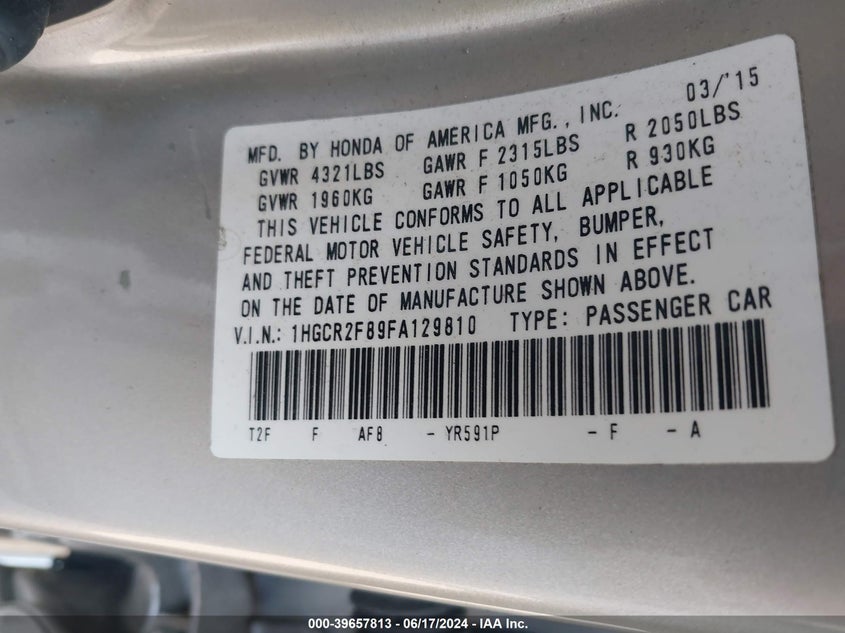 03/'15
MFD. BY HONDA OF AMERICA MFG., INC.
GVWR 4321LBS GAWR F 2315LBS R 2050LBS
GVWR 1960KG GAWR F 1050KG R 930KG
THIS VEHICLE CONFORMS TO ALL APPLICABLE
FEDERAL MOTOR VEHICLE SAFETY, BUMPER,
AND THEFT PREVENTION STANDARDS IN EFFECT
ON THE DATE OF MANUFACTURE SHOWN ABOVE.
V.I.N.: 1HGCR2F89FA129810 TYPE: PASSENGER CAR
T2F F AF8 - YR591P - F - A
000-39657813 - 06/17/2024 - IAA, Inc.